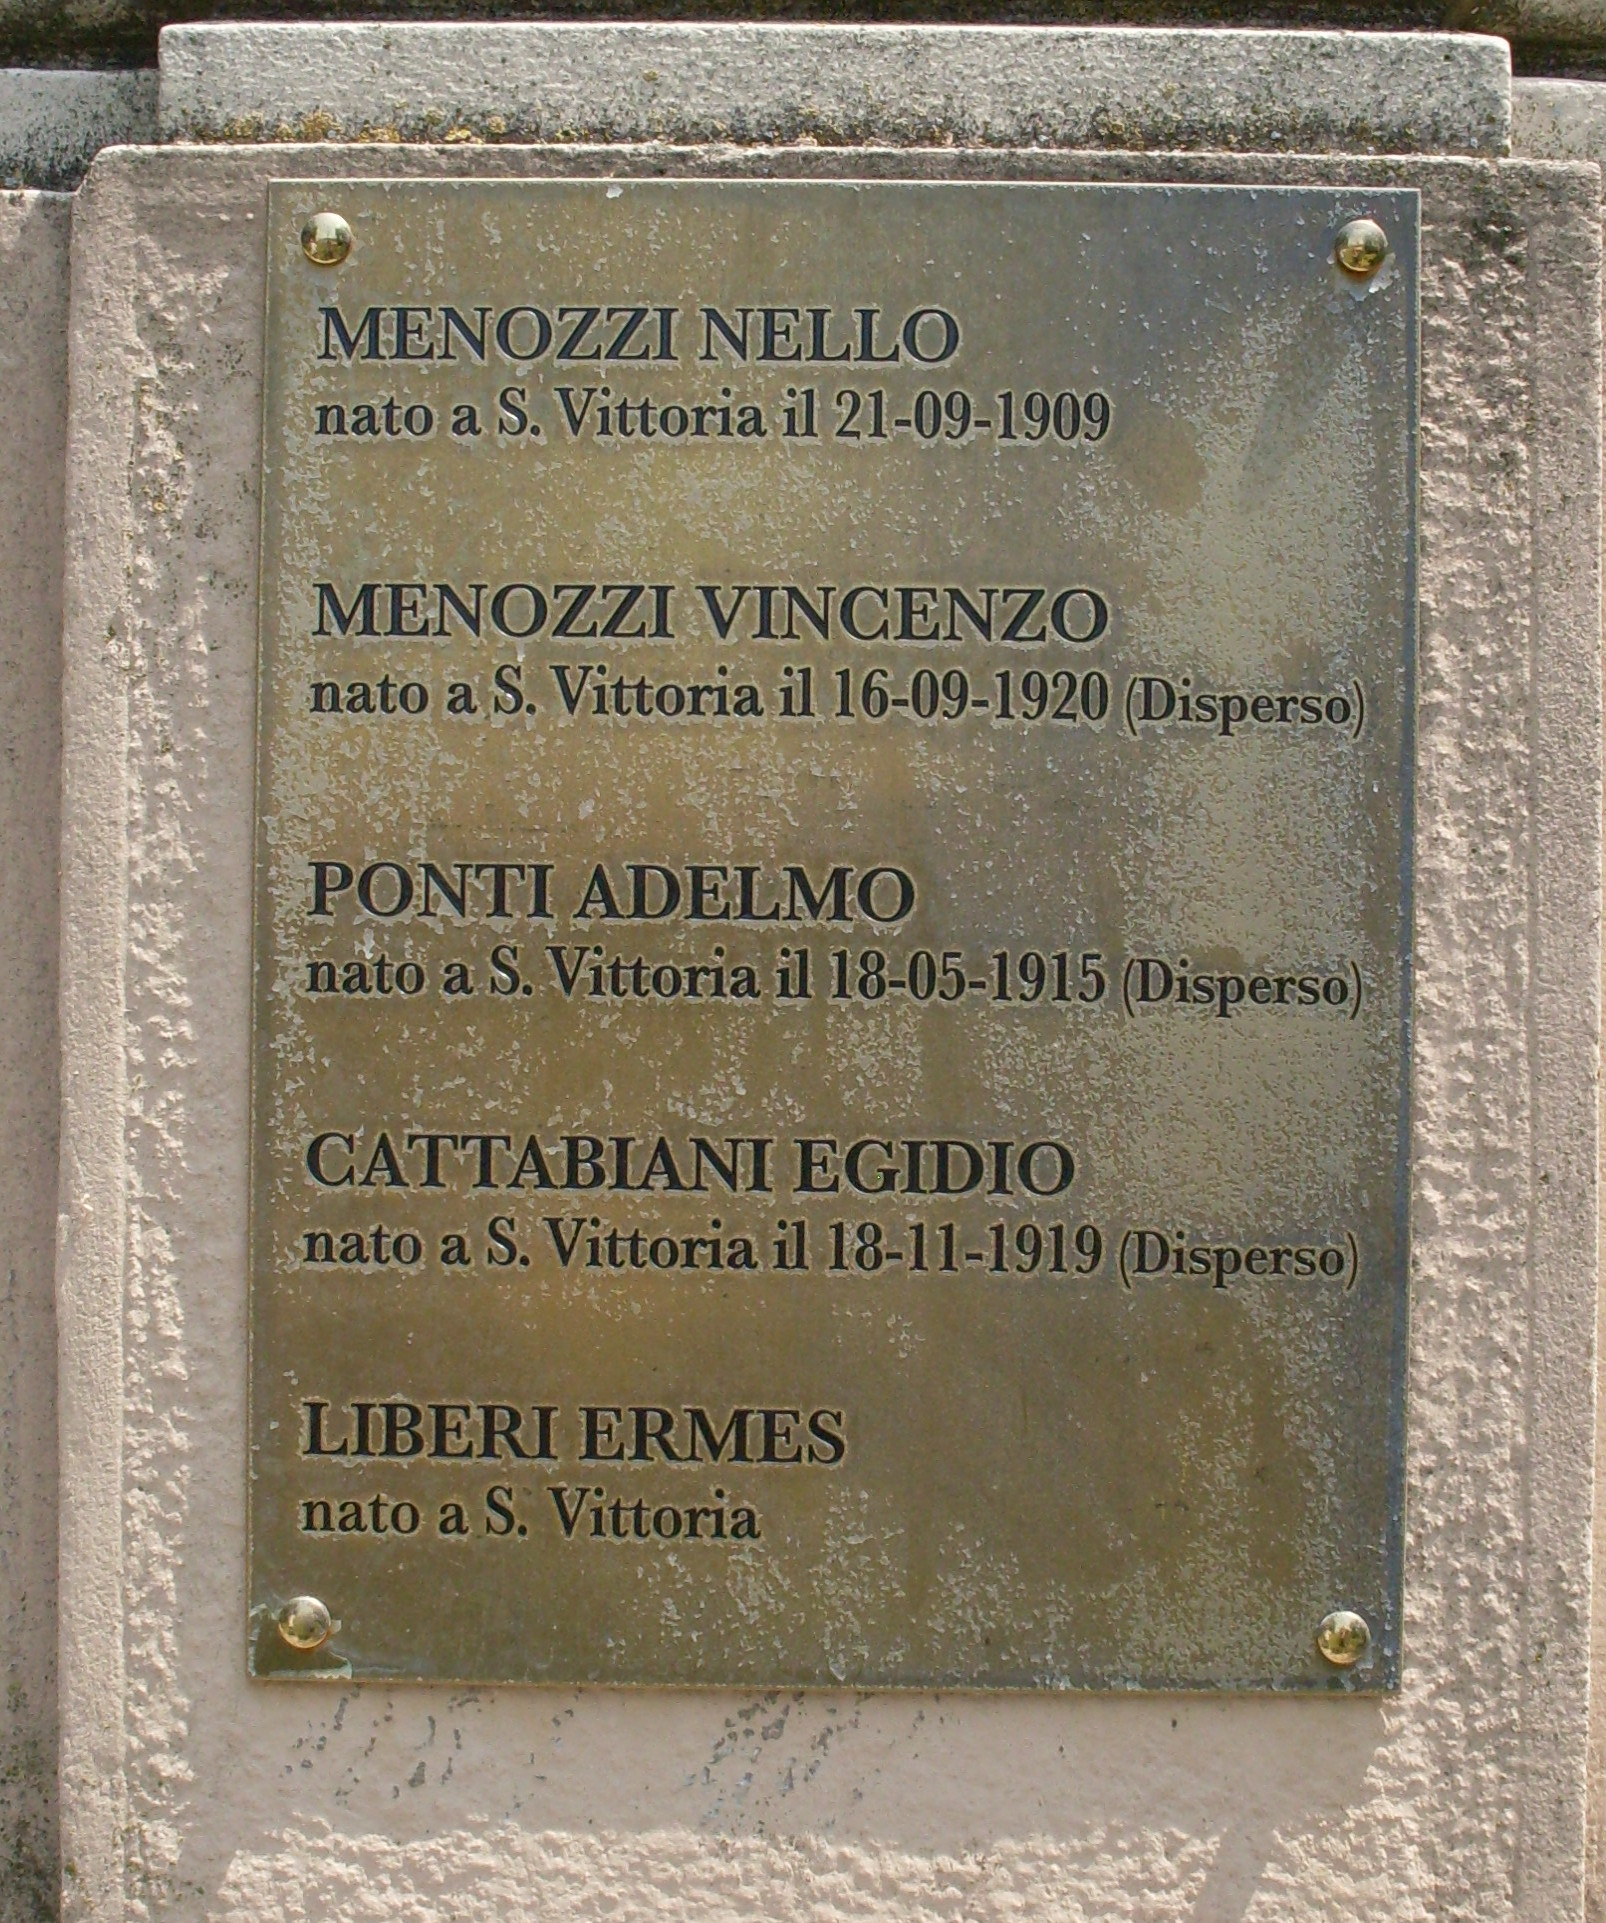 MENOZZI NELLO
nato a S. Vittoria il 21-09-1909
MENOZZI VINCENZO
nato a S. Vittoria il 16-09-1920 (Disperso)
PONTI ADELMO
nato a S. Vittoria il 18-05-1915 (Disperso)
CATTABIANI EGIDIO
nato a S. Vittoria il 18-11-1919 (Disperso)
LIBERI ERMES
nato a S. Vittoria